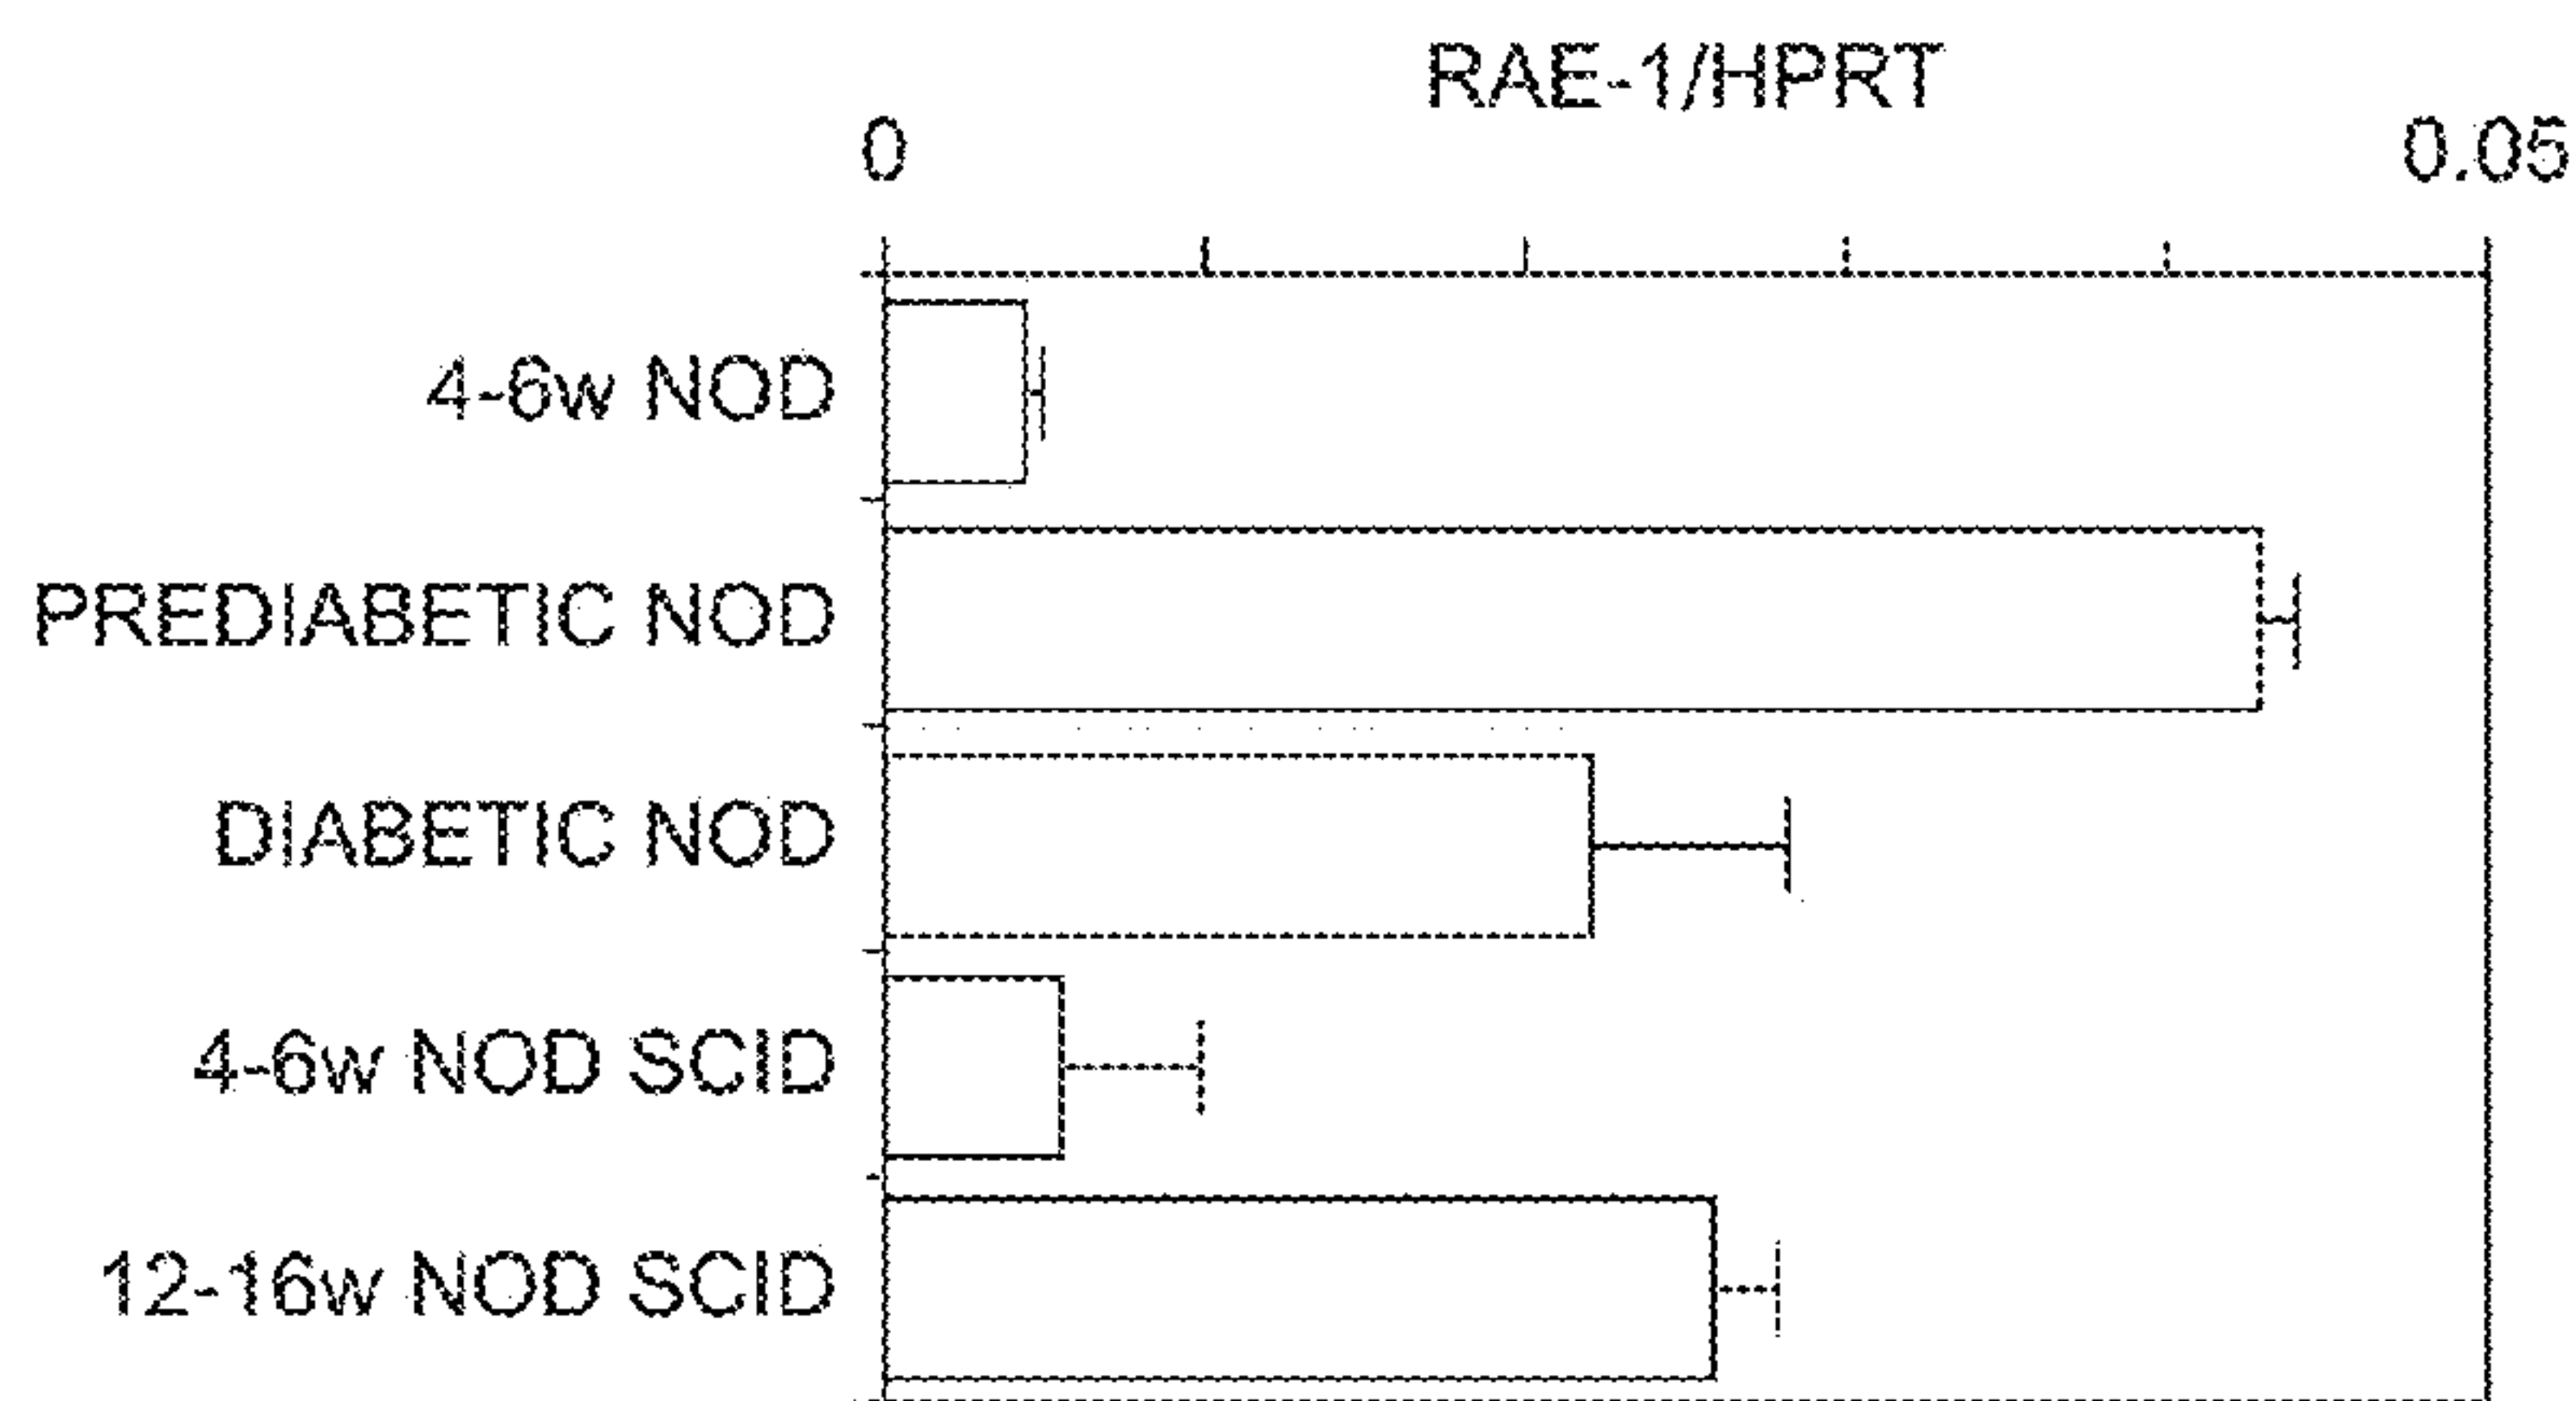 RAE-1/HPRT
0 0.05
4-6w NOD
PREDIABETIC NOD
DIABETIC NOD
4-6w NOD SCID
12-16w NOD SCID